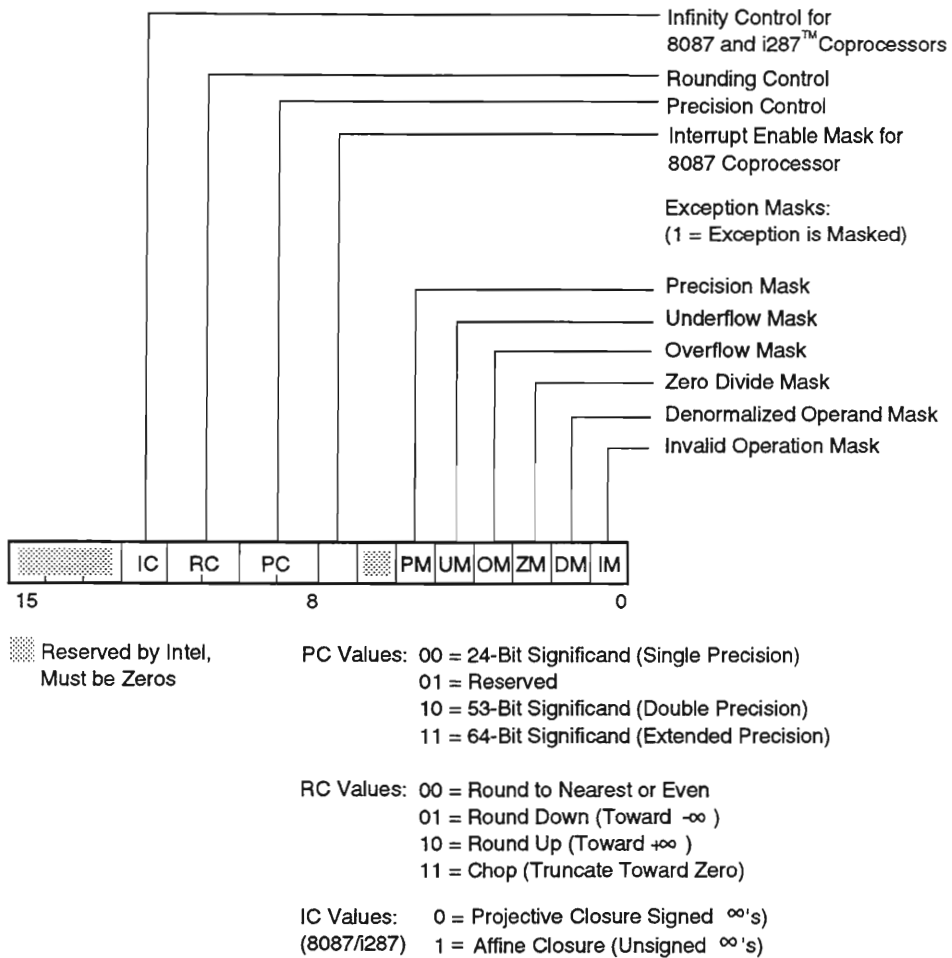 Infinity Control for
8087 and i287™ Coprocessors
Rounding Control
Precision Control
Interrupt Enable Mask for
8087 Coprocessor
Exception Masks:
(1 = Exception is Masked)
Precision Mask
Underflow Mask
Overflow Mask
Zero Divide Mask
Denormalized Operand Mask
Invalid Operation Mask
IC RC PC PM UM OM ZM DM IM
15 8 0
Reserved by Intel,
Must be Zeros
PC Values: 00 = 24-Bit Significand (Single Precision)
01 = Reserved
10 = 53-Bit Significand (Double Precision)
11 = 64-Bit Significand (Extended Precision)
RC Values: 00 = Round to Nearest or Even
01 = Round Down (Toward -∞ )
10 = Round Up (Toward +∞ )
11 = Chop (Truncate Toward Zero)
IC Values: 0 = Projective Closure Signed ∞'s)
(8087/i287) 1 = Affine Closure (Unsigned ∞'s)